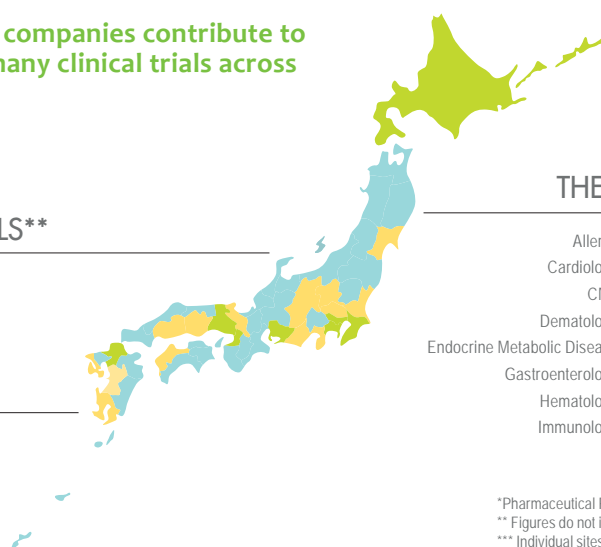 companies contribute to
many clinical trials across
LS**
THE
Aller
Cardiolo
CN
Dematolo
Endocrine Metabolic Disea
Gastroenterolo
Hematolo
Immunolo
*Pharmaceutical
** Figures do not i
*** Individual sites